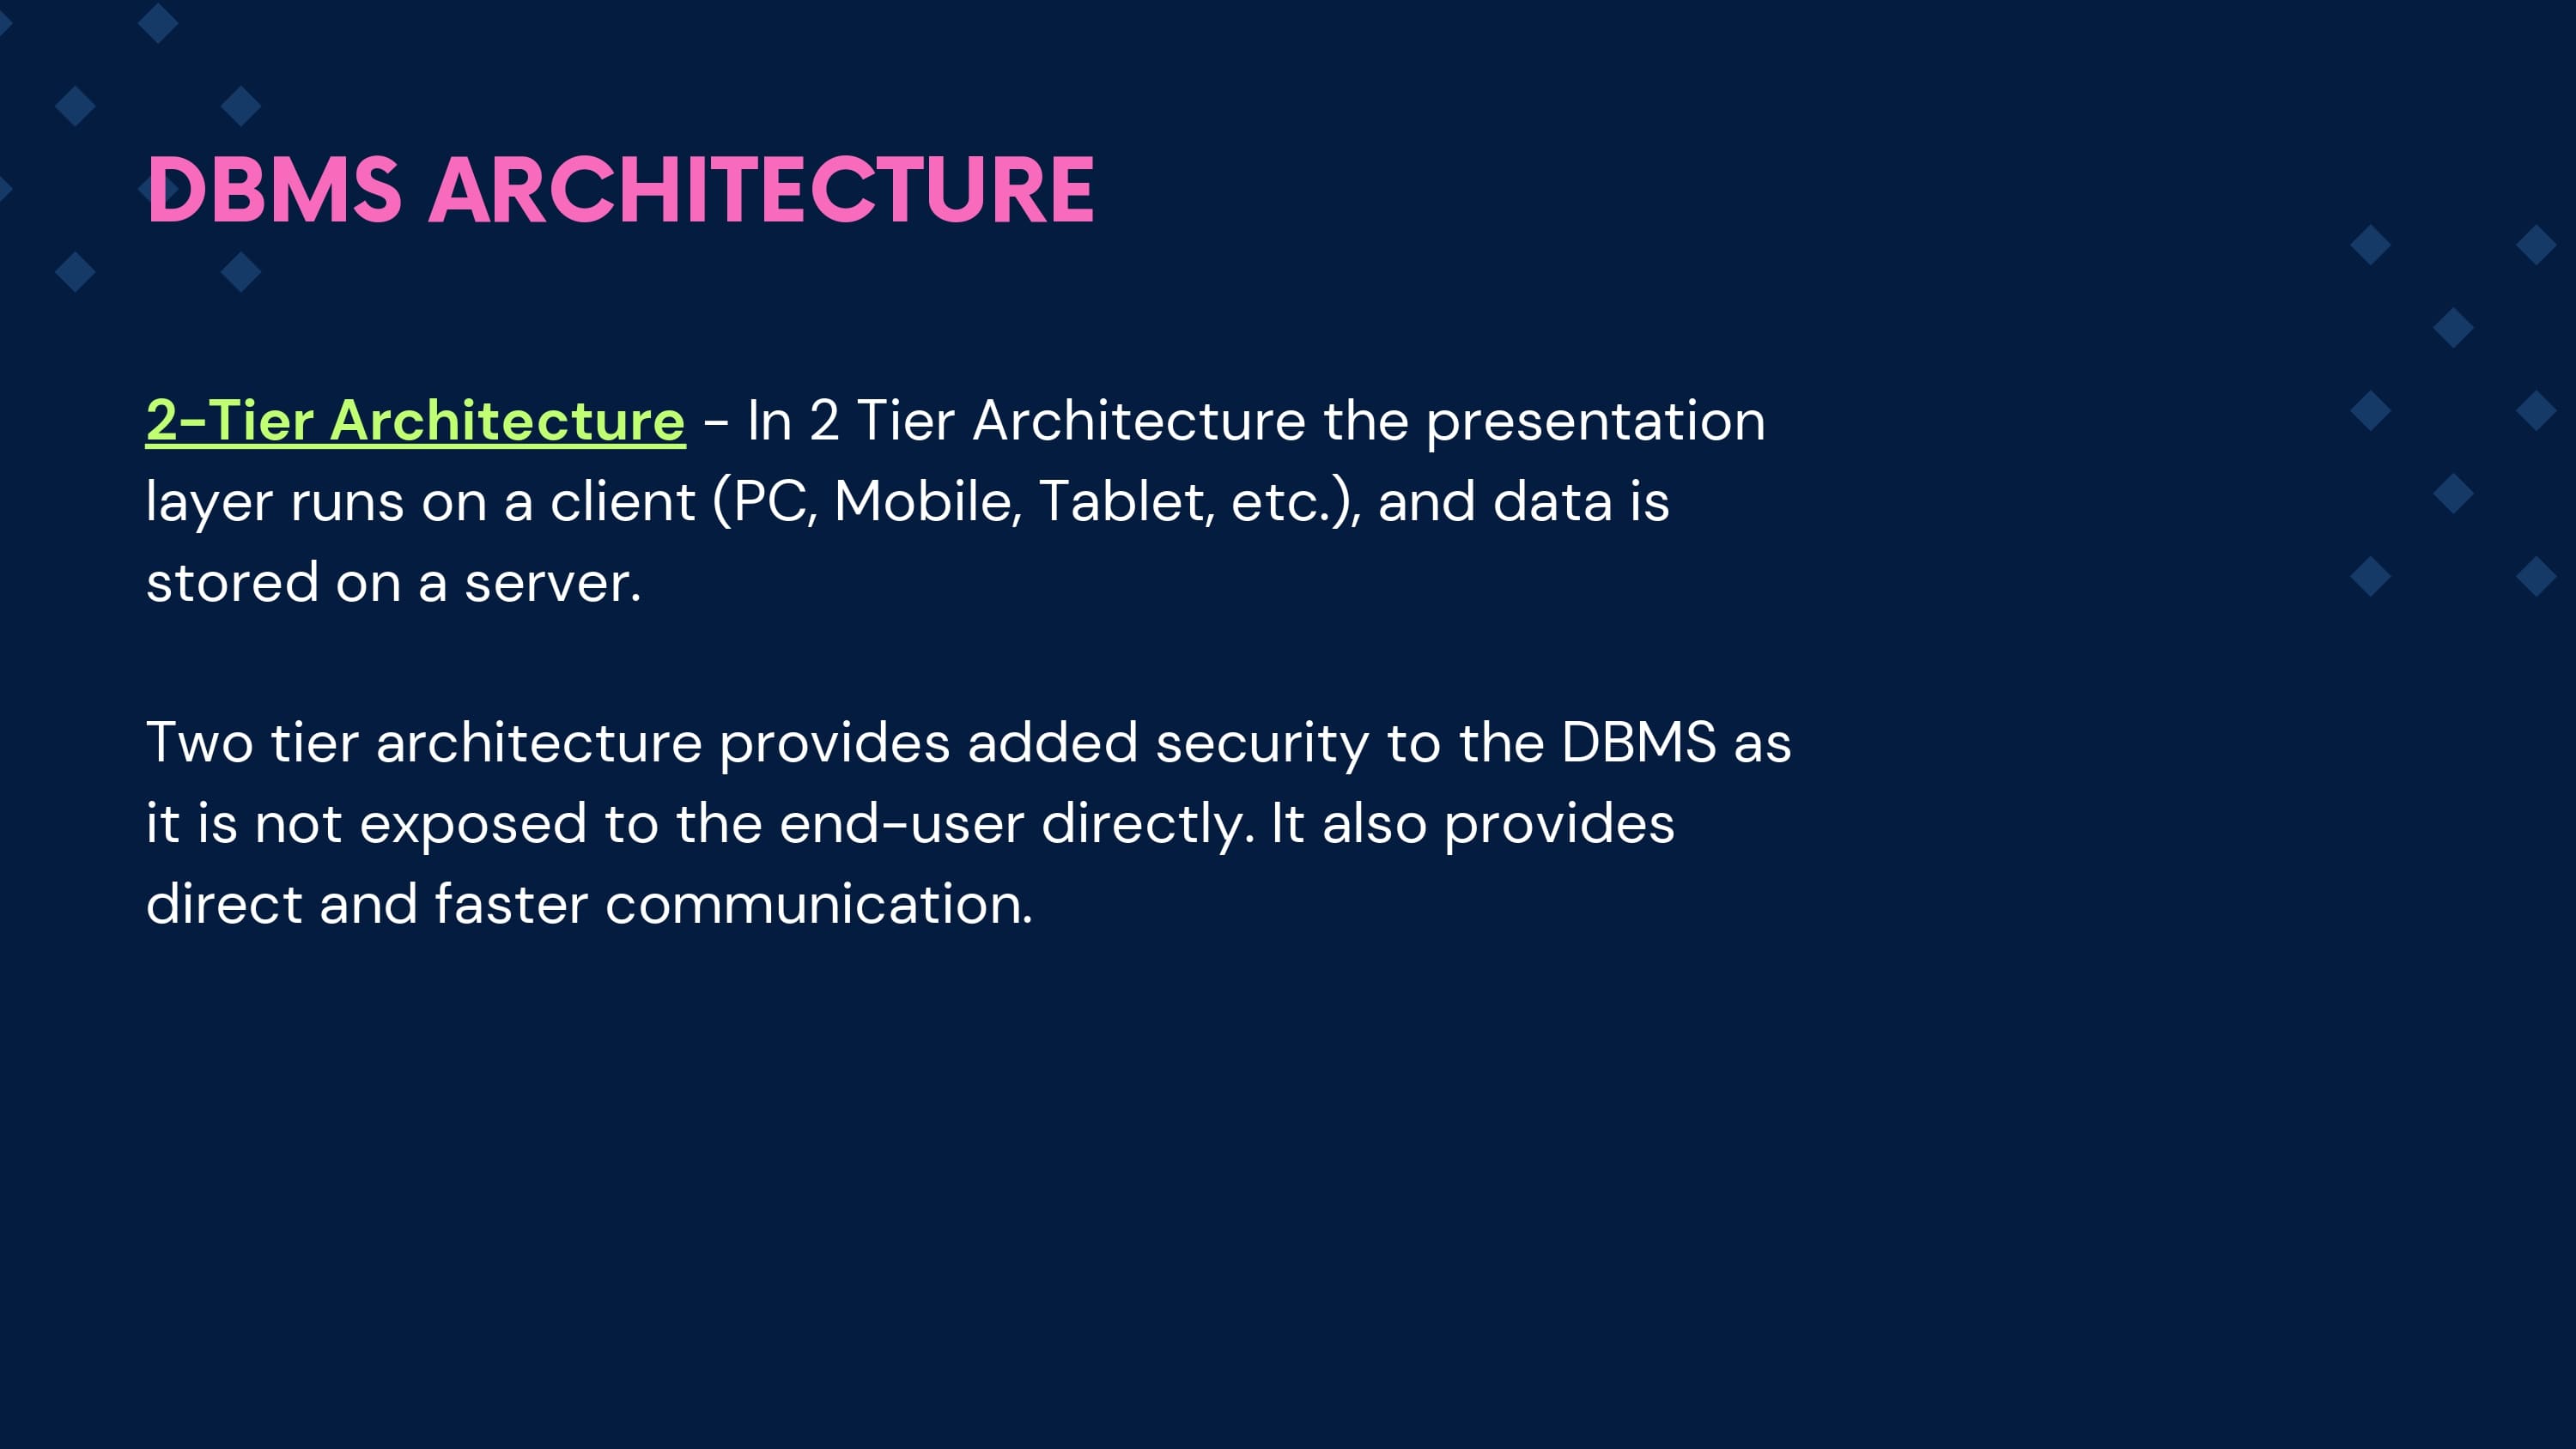 DBMS ARCHITECTURE
2-Tier Architecture - In 2 Tier Architecture the presentation
layer runs on a client (PC, Mobile, Tablet, etc.), and data is
stored on a server.
Two tier architecture provides added security to the DBMS as
it is not exposed to the end-user directly. It also provides
direct and faster communication.